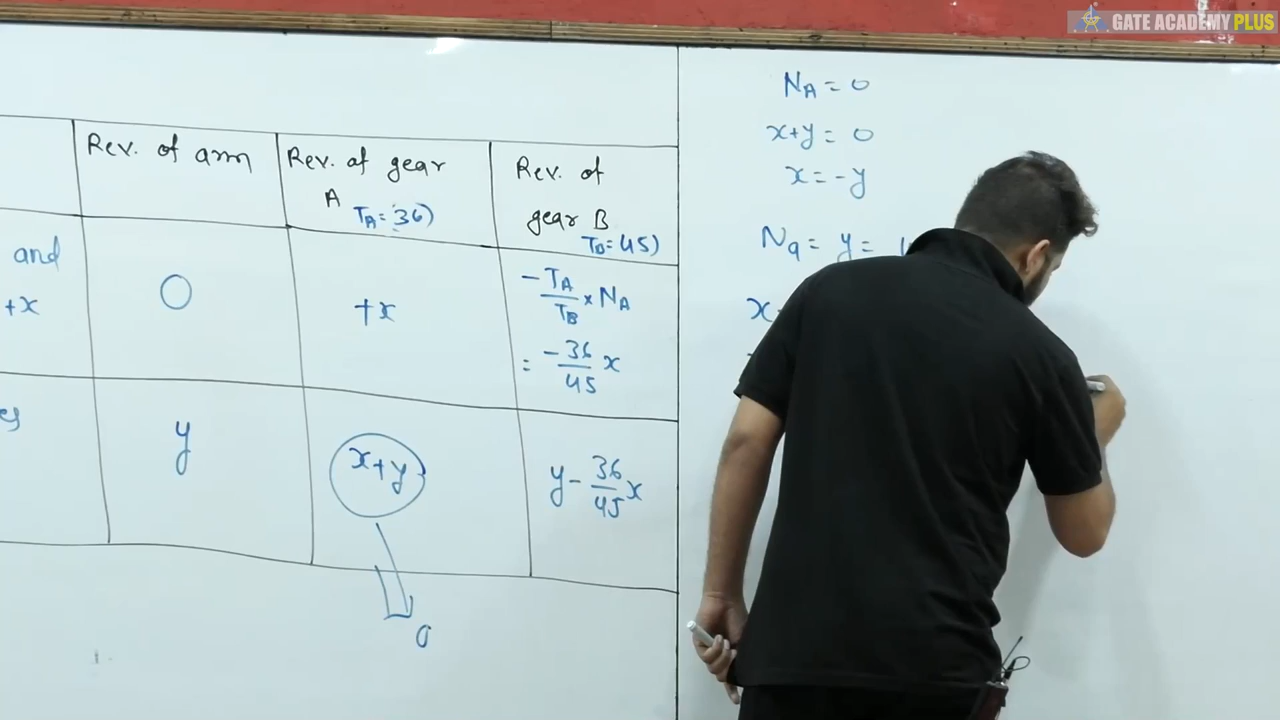 GATE ACADEMY PLUS
Rev. of arm
Rev. of gear
A TA = 36)
Rev. of
gear B
TB = 45)
and
+x
0
+x
-TA/TB × NA
= -36/45 x
y
x+y
y - 36/45 x
0
NA = 0
x+y = 0
x = -y
Na = y =
x